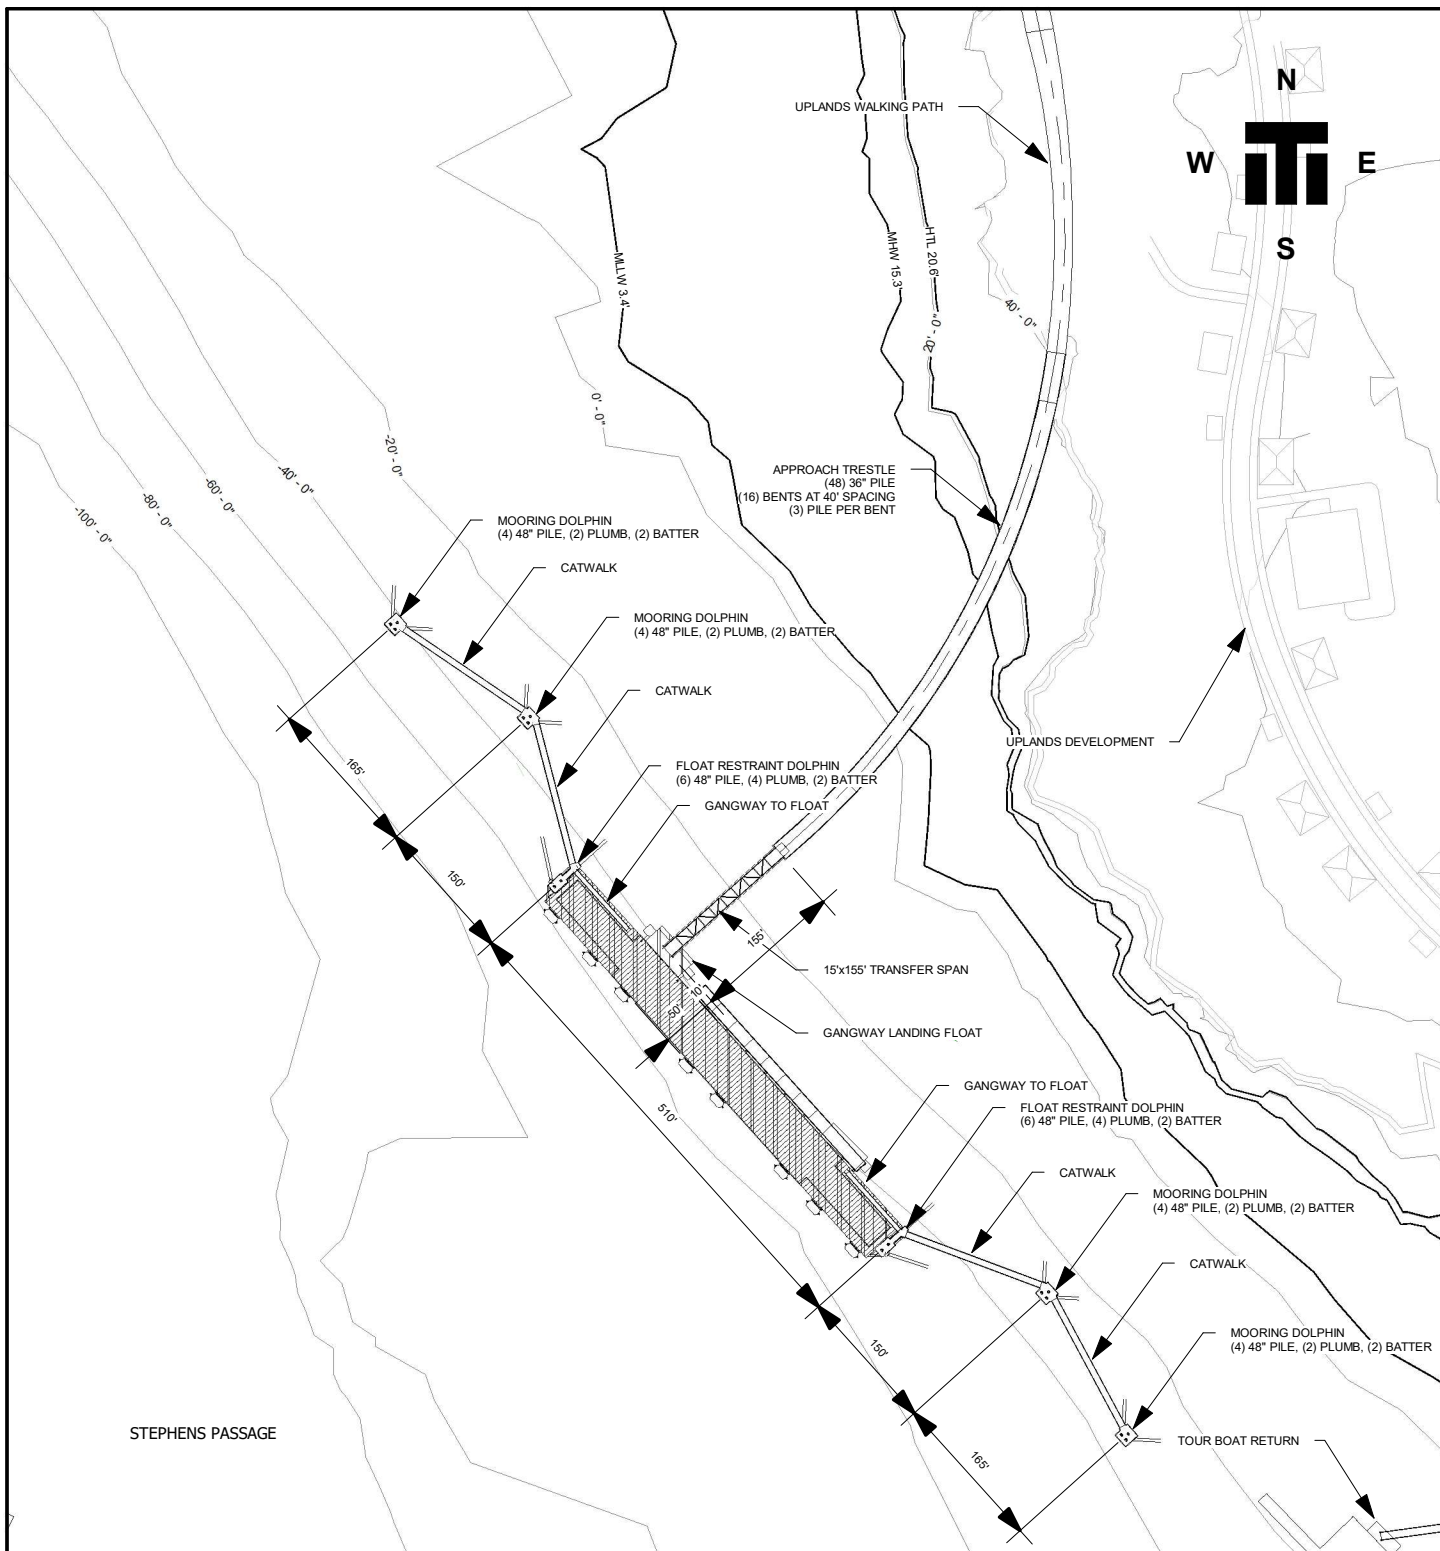 N
W
E
S
UPLANDS WALKING PATH
MLLW 3.4'
MHW 15.3'
HTL 20.6'
20' - 0"
40' - 0"
0' - 0"
-20' - 0"
-40' - 0"
-60' - 0"
-80' - 0"
-100' - 0"
APPROACH TRESTLE
(48) 36" PILE
(16) BENTS AT 40' SPACING
(3) PILE PER BENT
MOORING DOLPHIN
(4) 48" PILE, (2) PLUMB, (2) BATTER
CATWALK
MOORING DOLPHIN
(4) 48" PILE, (2) PLUMB, (2) BATTER
CATWALK
UPLANDS DEVELOPMENT
FLOAT RESTRAINT DOLPHIN
(6) 48" PILE, (4) PLUMB, (2) BATTER
GANGWAY TO FLOAT
165'
150'
155'
15'x155' TRANSFER SPAN
10'
50'
GANGWAY LANDING FLOAT
510'
GANGWAY TO FLOAT
FLOAT RESTRAINT DOLPHIN
(6) 48" PILE, (4) PLUMB, (2) BATTER
CATWALK
MOORING DOLPHIN
(4) 48" PILE, (2) PLUMB, (2) BATTER
CATWALK
MOORING DOLPHIN
(4) 48" PILE, (2) PLUMB, (2) BATTER
150'
165'
STEPHENS PASSAGE
TOUR BOAT RETURN